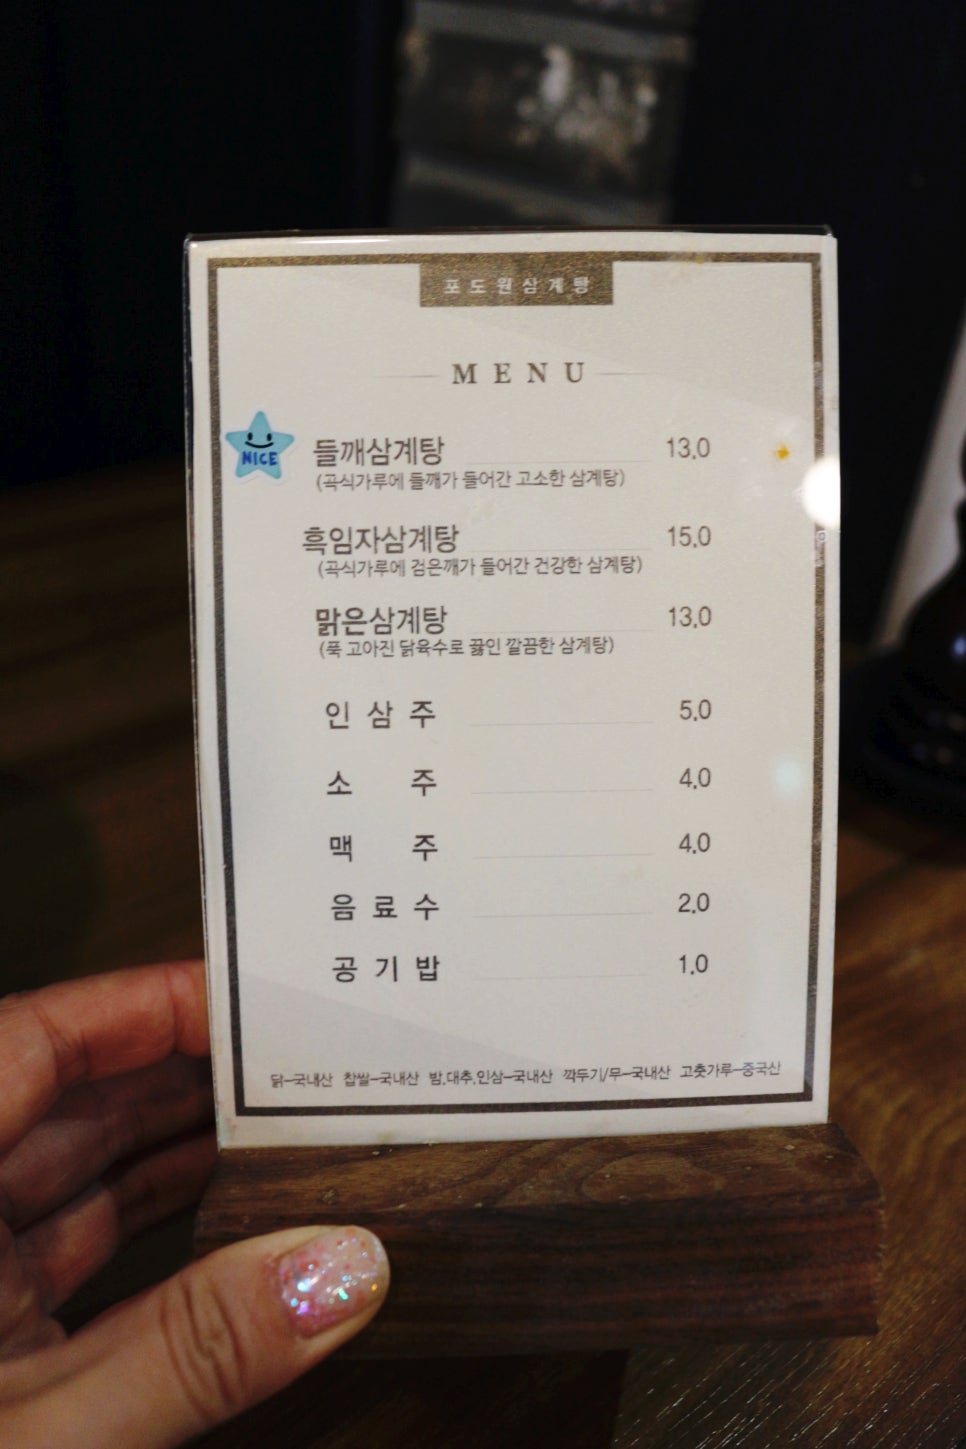 포도원삼계탕
MENU
NICE
들깨삼계탕 13.0
(곡식가루에 들깨가 들어간 고소한 삼계탕)
흑임자삼계탕 15.0
(곡식가루에 검은깨가 들어간 건강한 삼계탕)
맑은삼계탕 13.0
(푹 고아진 닭육수로 끓인 깔끔한 삼계탕)
인 삼 주 5.0
소 주 4.0
맥 주 4.0
음 료 수 2.0
공 기 밥 1.0
닭-국내산 찹쌀-국내산 밤,대추,인삼-국내산 깍두기/무-국내산 고춧가루-중국산